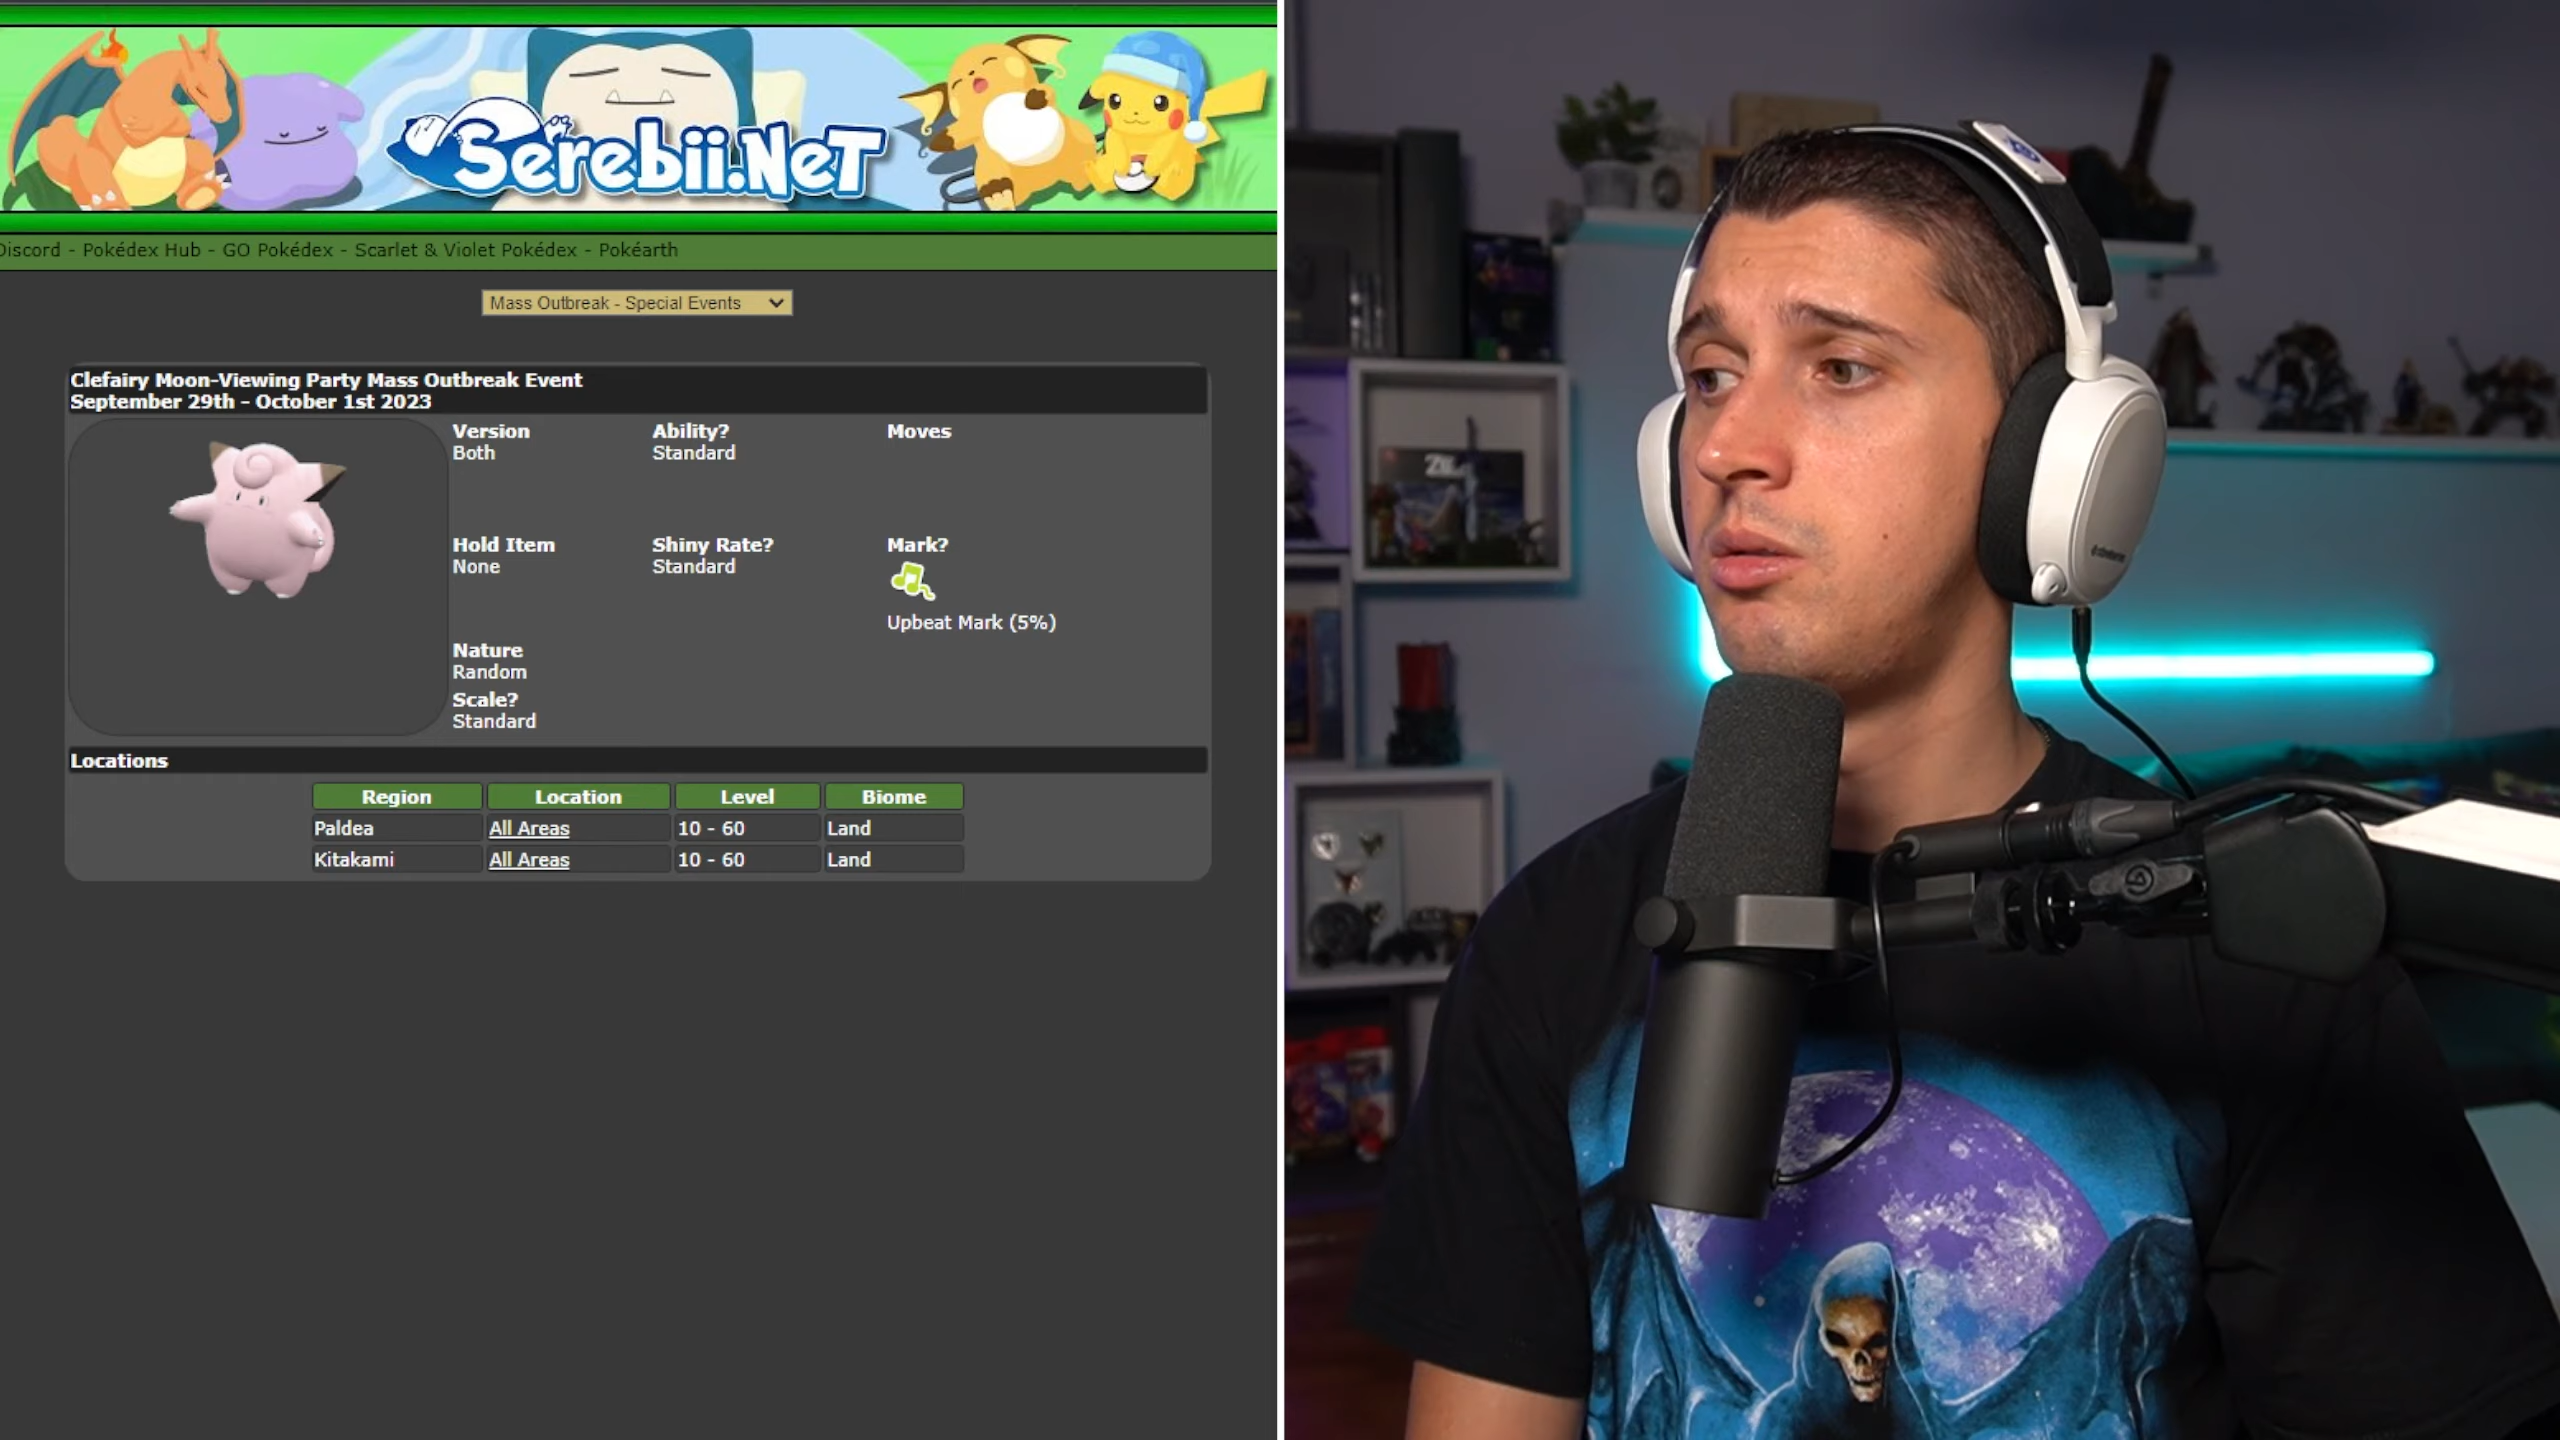 Serebii.NeT
Discord - Pokédex Hub - GO Pokédex - Scarlet & Violet Pokédex - Pokéarth
Mass Outbreak - Special Events
Clefairy Moon-Viewing Party Mass Outbreak Event
September 29th - October 1st 2023
Version
Both
Ability?
Standard
Moves
Hold Item
None
Shiny Rate?
Standard
Mark?
Upbeat Mark (5%)
Nature
Random
Scale?
Standard
Locations
Region Location Level Biome
Paldea All Areas 10 - 60 Land
Kitakami All Areas 10 - 60 Land